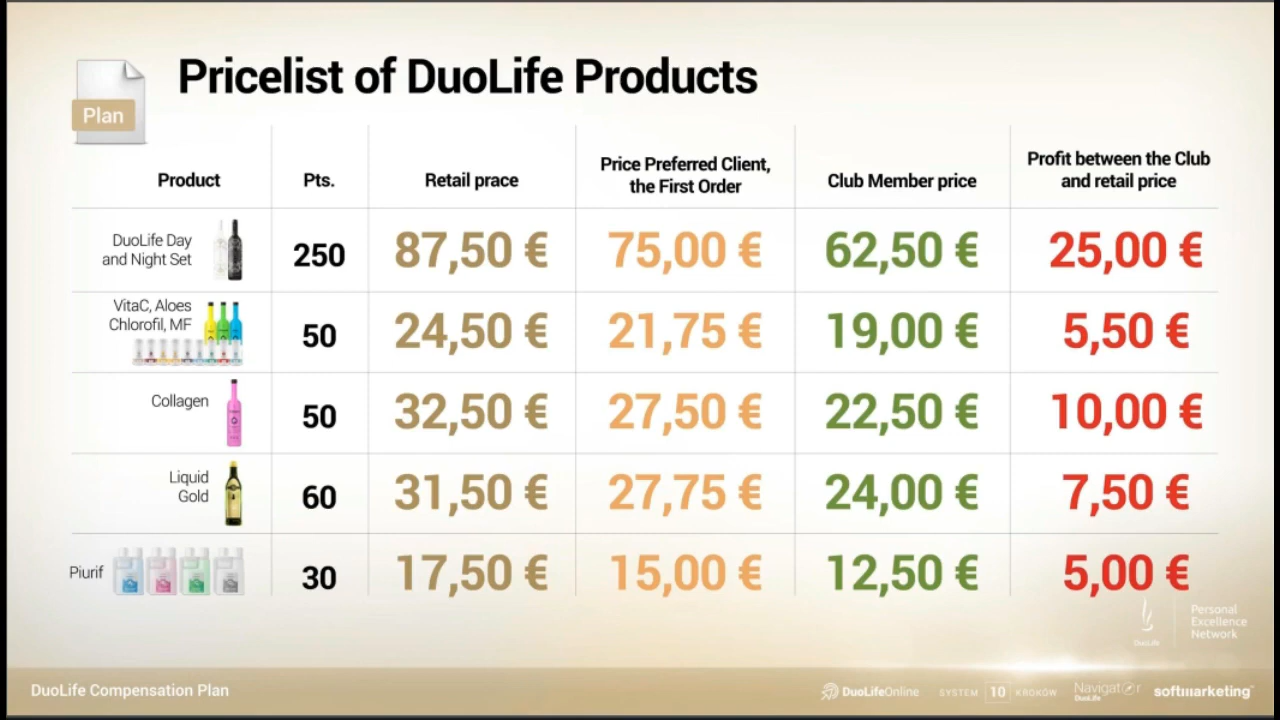 Pricelist of DuoLife Products
Plan
Product
Pts.
Retail prace
Price Preferred Client,
the First Order
Club Member price
Profit between the Club
and retail price
DuoLife Day
and Night Set
250
87,50 €
75,00 €
62,50 €
25,00 €
VitaC, Aloes
Chlorofil, MF
50
24,50 €
21,75 €
19,00 €
5,50 €
Collagen
50
32,50 €
27,50 €
22,50 €
10,00 €
Liquid
Gold
60
31,50 €
27,75 €
24,00 €
7,50 €
Piurif
30
17,50 €
15,00 €
12,50 €
5,00 €
DuoLife
Personal
Excellence
Network
DuoLife Compensation Plan
DuoLifeOnline
SYSTEM 10 KROKÓW
Navigator
DuoLife
softmarketing